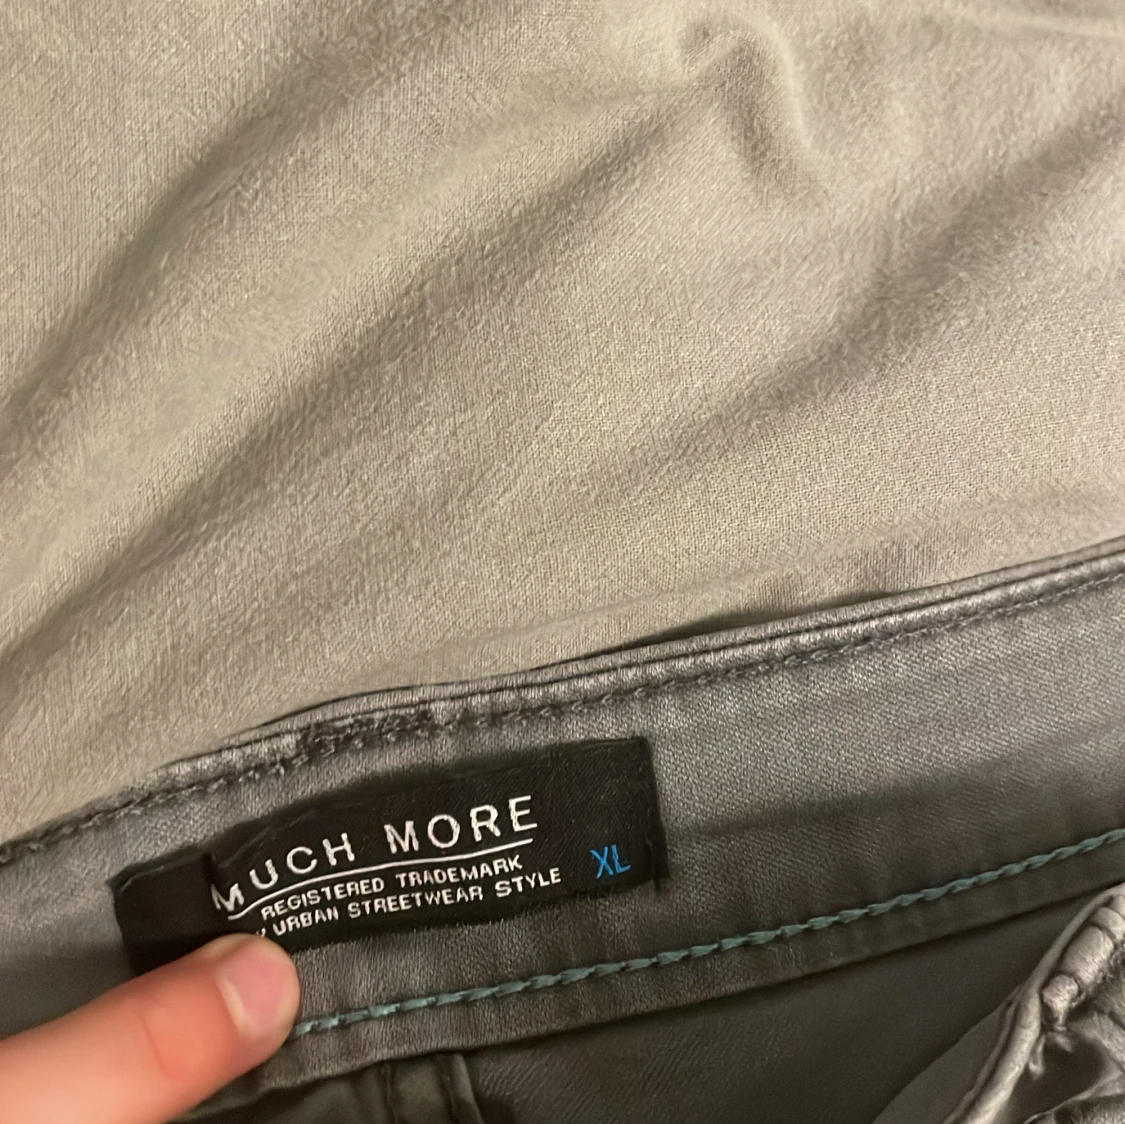 MUCH MORE
REGISTERED TRADEMARK
URBAN STREETWEAR STYLE
XL